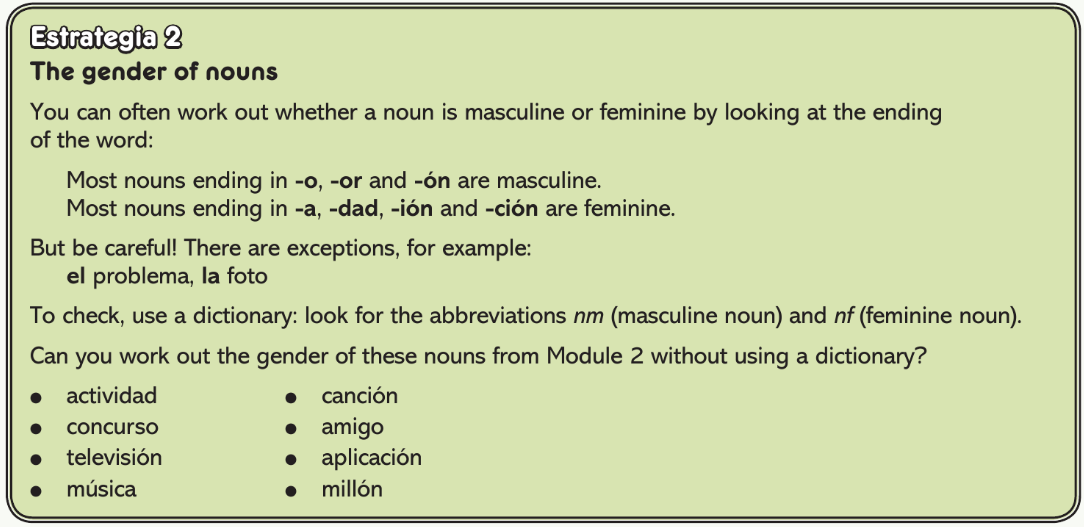 Estrategia 2
The gender of nouns
You can often work out whether a noun is masculine or feminine by looking at the ending
of the word:
Most nouns ending in -o, -or and -ón are masculine.
Most nouns ending in -a, -dad, -ión and -ción are feminine.
But be careful! There are exceptions, for example:
el problema, la foto
To check, use a dictionary: look for the abbreviations nm (masculine noun) and nf (feminine noun).
Can you work out the gender of these nouns from Module 2 without using a dictionary?
• actividad
• concurso
• televisión
• música
• canción
• amigo
• aplicación
• millón